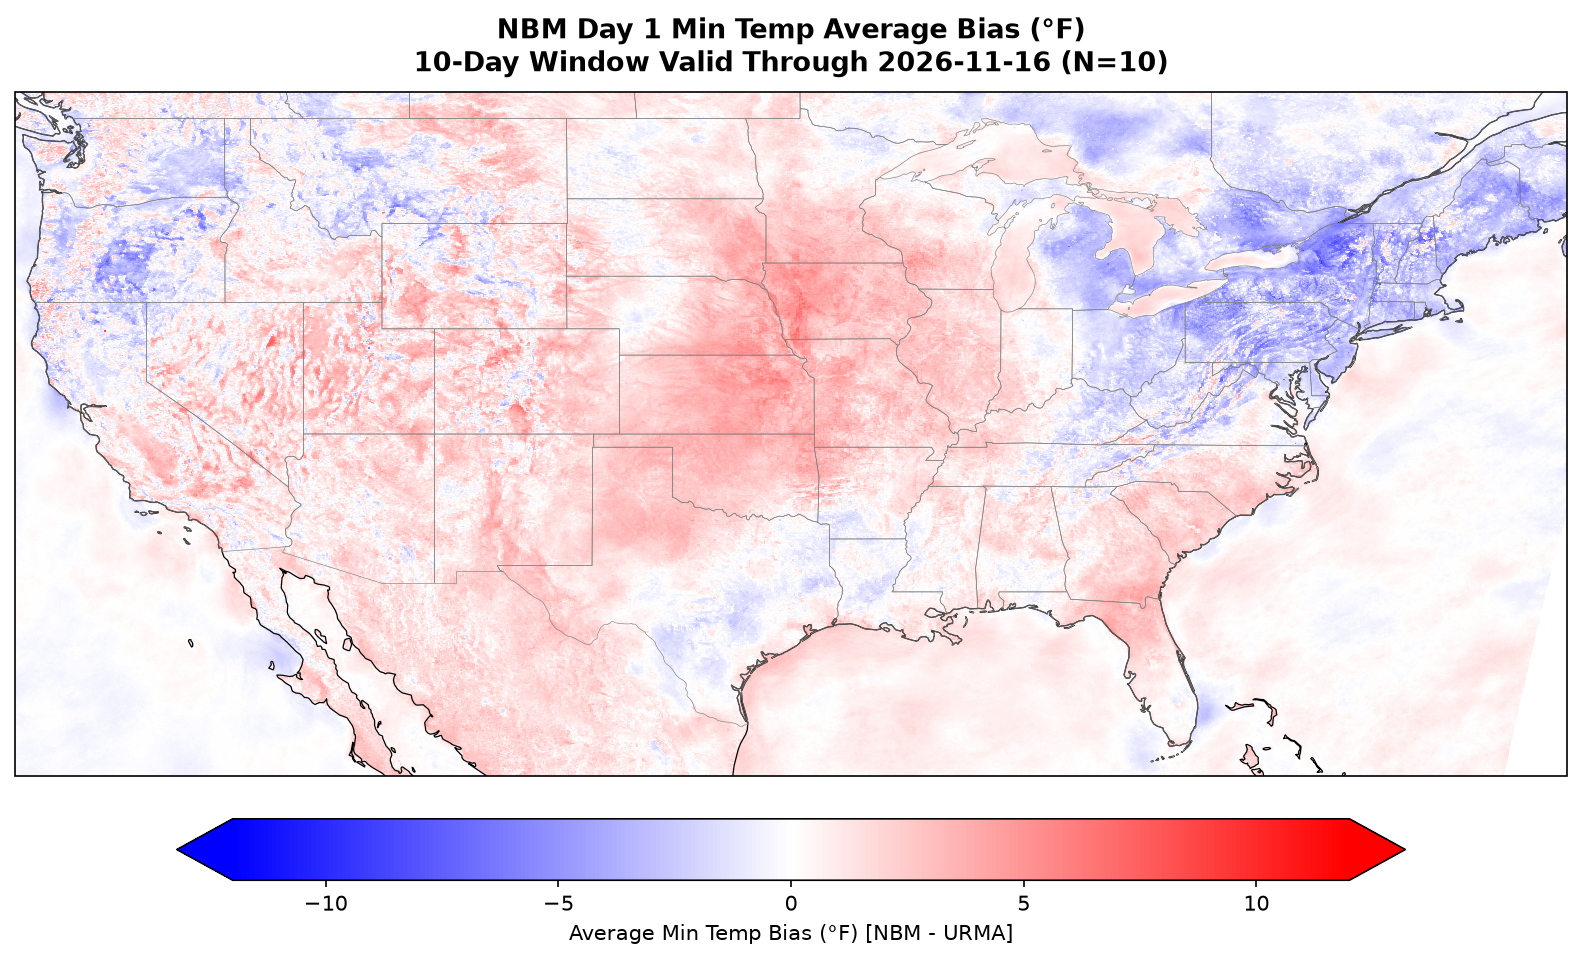 NBM Day 1 Min Temp Average Bias (°F)
10-Day Window Valid Through 2026-11-16 (N=10)
−10 −5 0 5 10
Average Min Temp Bias (°F) [NBM - URMA]